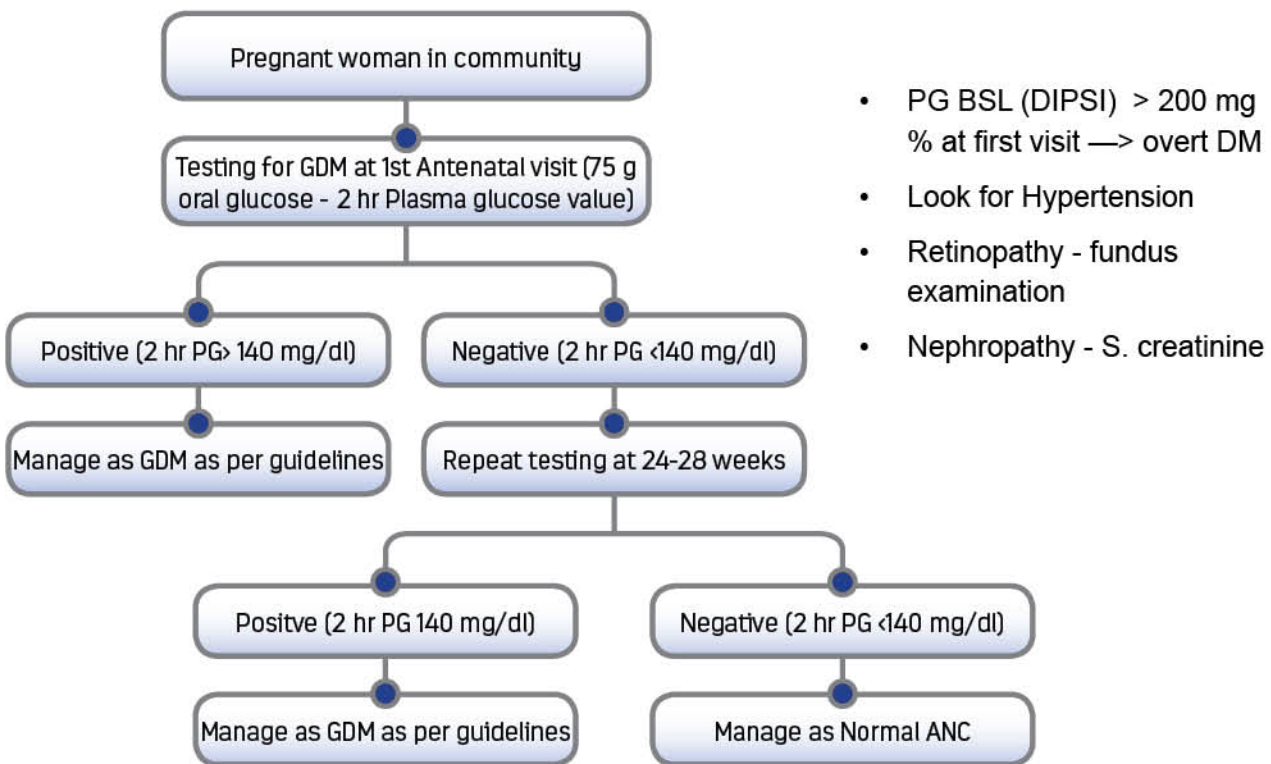 Pregnant woman in community
Testing for GDM at 1st Antenatal visit (75 g
oral glucose - 2 hr Plasma glucose value)
Positive (2 hr PG> 140 mg/dl)
Negative (2 hr PG <140 mg/dl)
Manage as GDM as per guidelines
Repeat testing at 24-28 weeks
Positve (2 hr PG 140 mg/dl)
Negative (2 hr PG <140 mg/dl)
Manage as GDM as per guidelines
Manage as Normal ANC
• PG BSL (DIPSI) > 200 mg
% at first visit —> overt DM
• Look for Hypertension
• Retinopathy - fundus
examination
• Nephropathy - S. creatinine